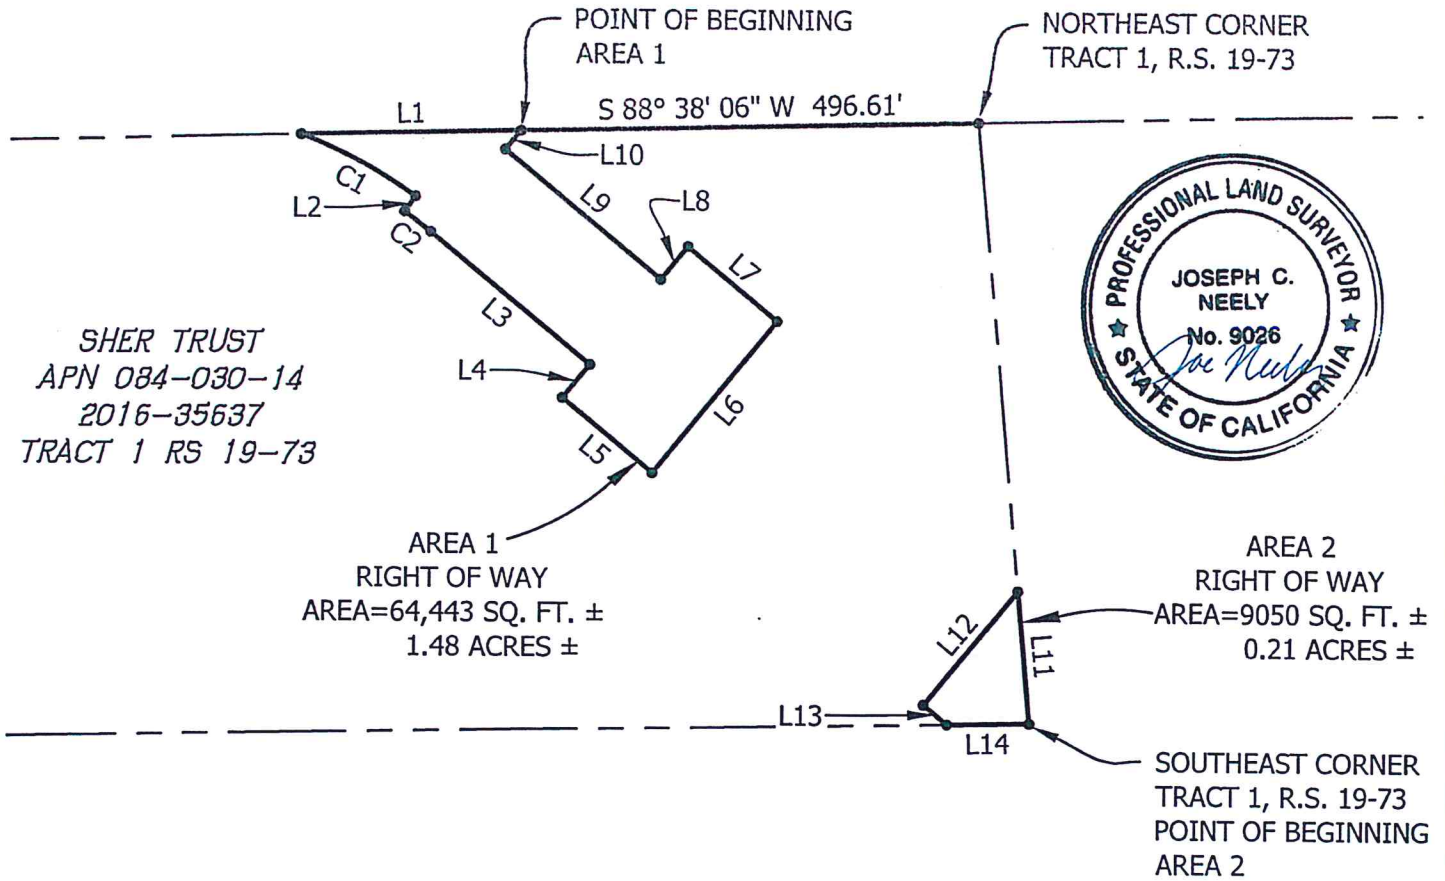 POINT OF BEGINNING
AREA 1
NORTHEAST CORNER
TRACT 1, R.S. 19-73
L1
S 88° 38' 06" W 496.61'
L10
C1
L2
C2
L9
L8
L7
L3
L4
L5
L6
PROFESSIONAL LAND SURVEYOR
JOSEPH C.
NEELY
No. 9026
Joe Neely
STATE OF CALIFORNIA
SHER TRUST
APN 084-030-14
2016-35637
TRACT 1 RS 19-73
AREA 1
RIGHT OF WAY
AREA=64,443 SQ. FT. ±
1.48 ACRES ±
AREA 2
RIGHT OF WAY
AREA=9050 SQ. FT. ±
0.21 ACRES ±
L12
L11
L13
L14
SOUTHEAST CORNER
TRACT 1, R.S. 19-73
POINT OF BEGINNING
AREA 2